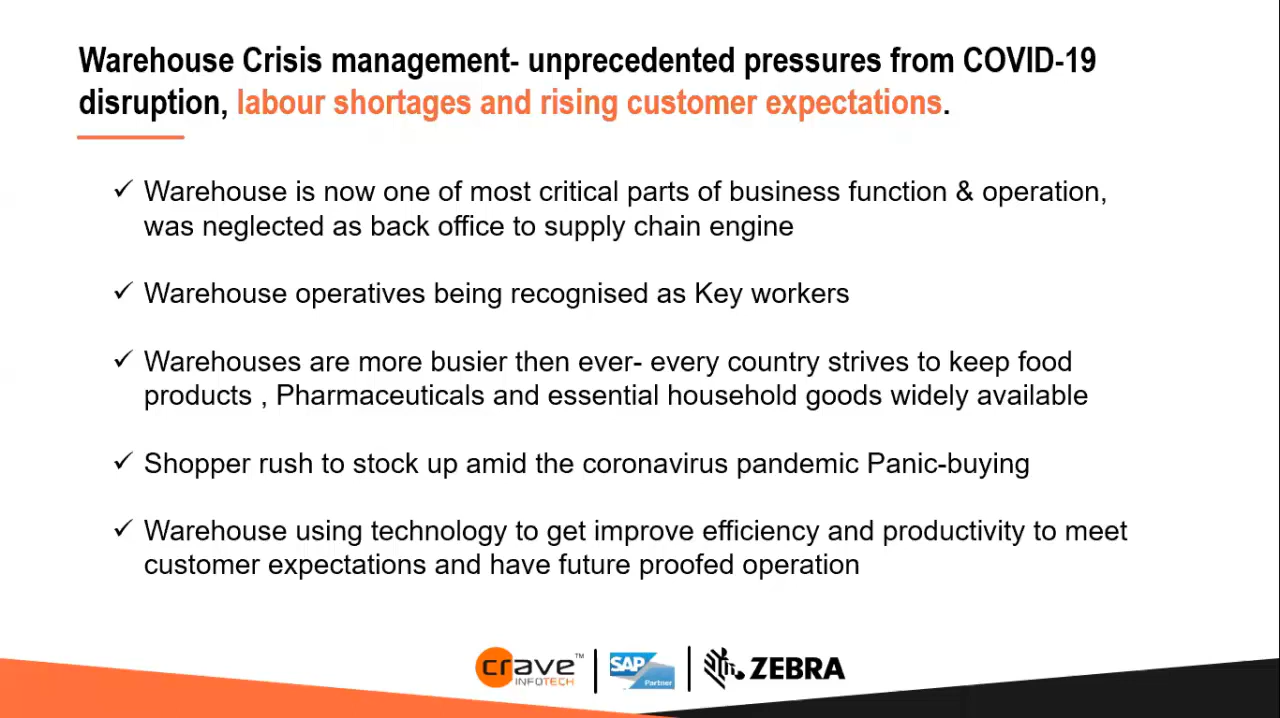 Warehouse Crisis management- unprecedented pressures from COVID-19
disruption, labour shortages and rising customer expectations.
✓ Warehouse is now one of most critical parts of business function & operation,
was neglected as back office to supply chain engine
✓ Warehouse operatives being recognised as Key workers
✓ Warehouses are more busier then ever- every country strives to keep food
products , Pharmaceuticals and essential household goods widely available
✓ Shopper rush to stock up amid the coronavirus pandemic Panic-buying
✓ Warehouse using technology to get improve efficiency and productivity to meet
customer expectations and have future proofed operation
crave™
INFOTECH
SAP
Partner
ZEBRA